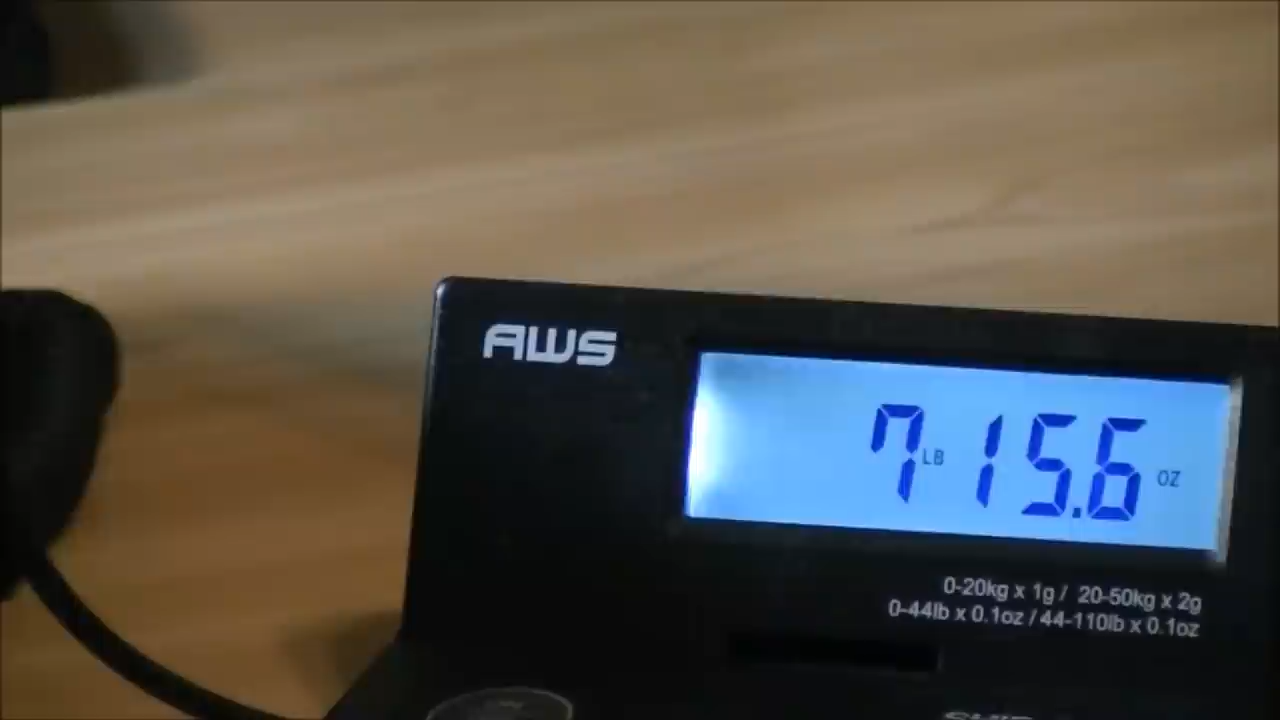 AWS
7 LB 15.6 OZ
0-20kg x 1g / 20-50kg x 2g
0-44lb x 0.1oz / 44-110lb x 0.1oz